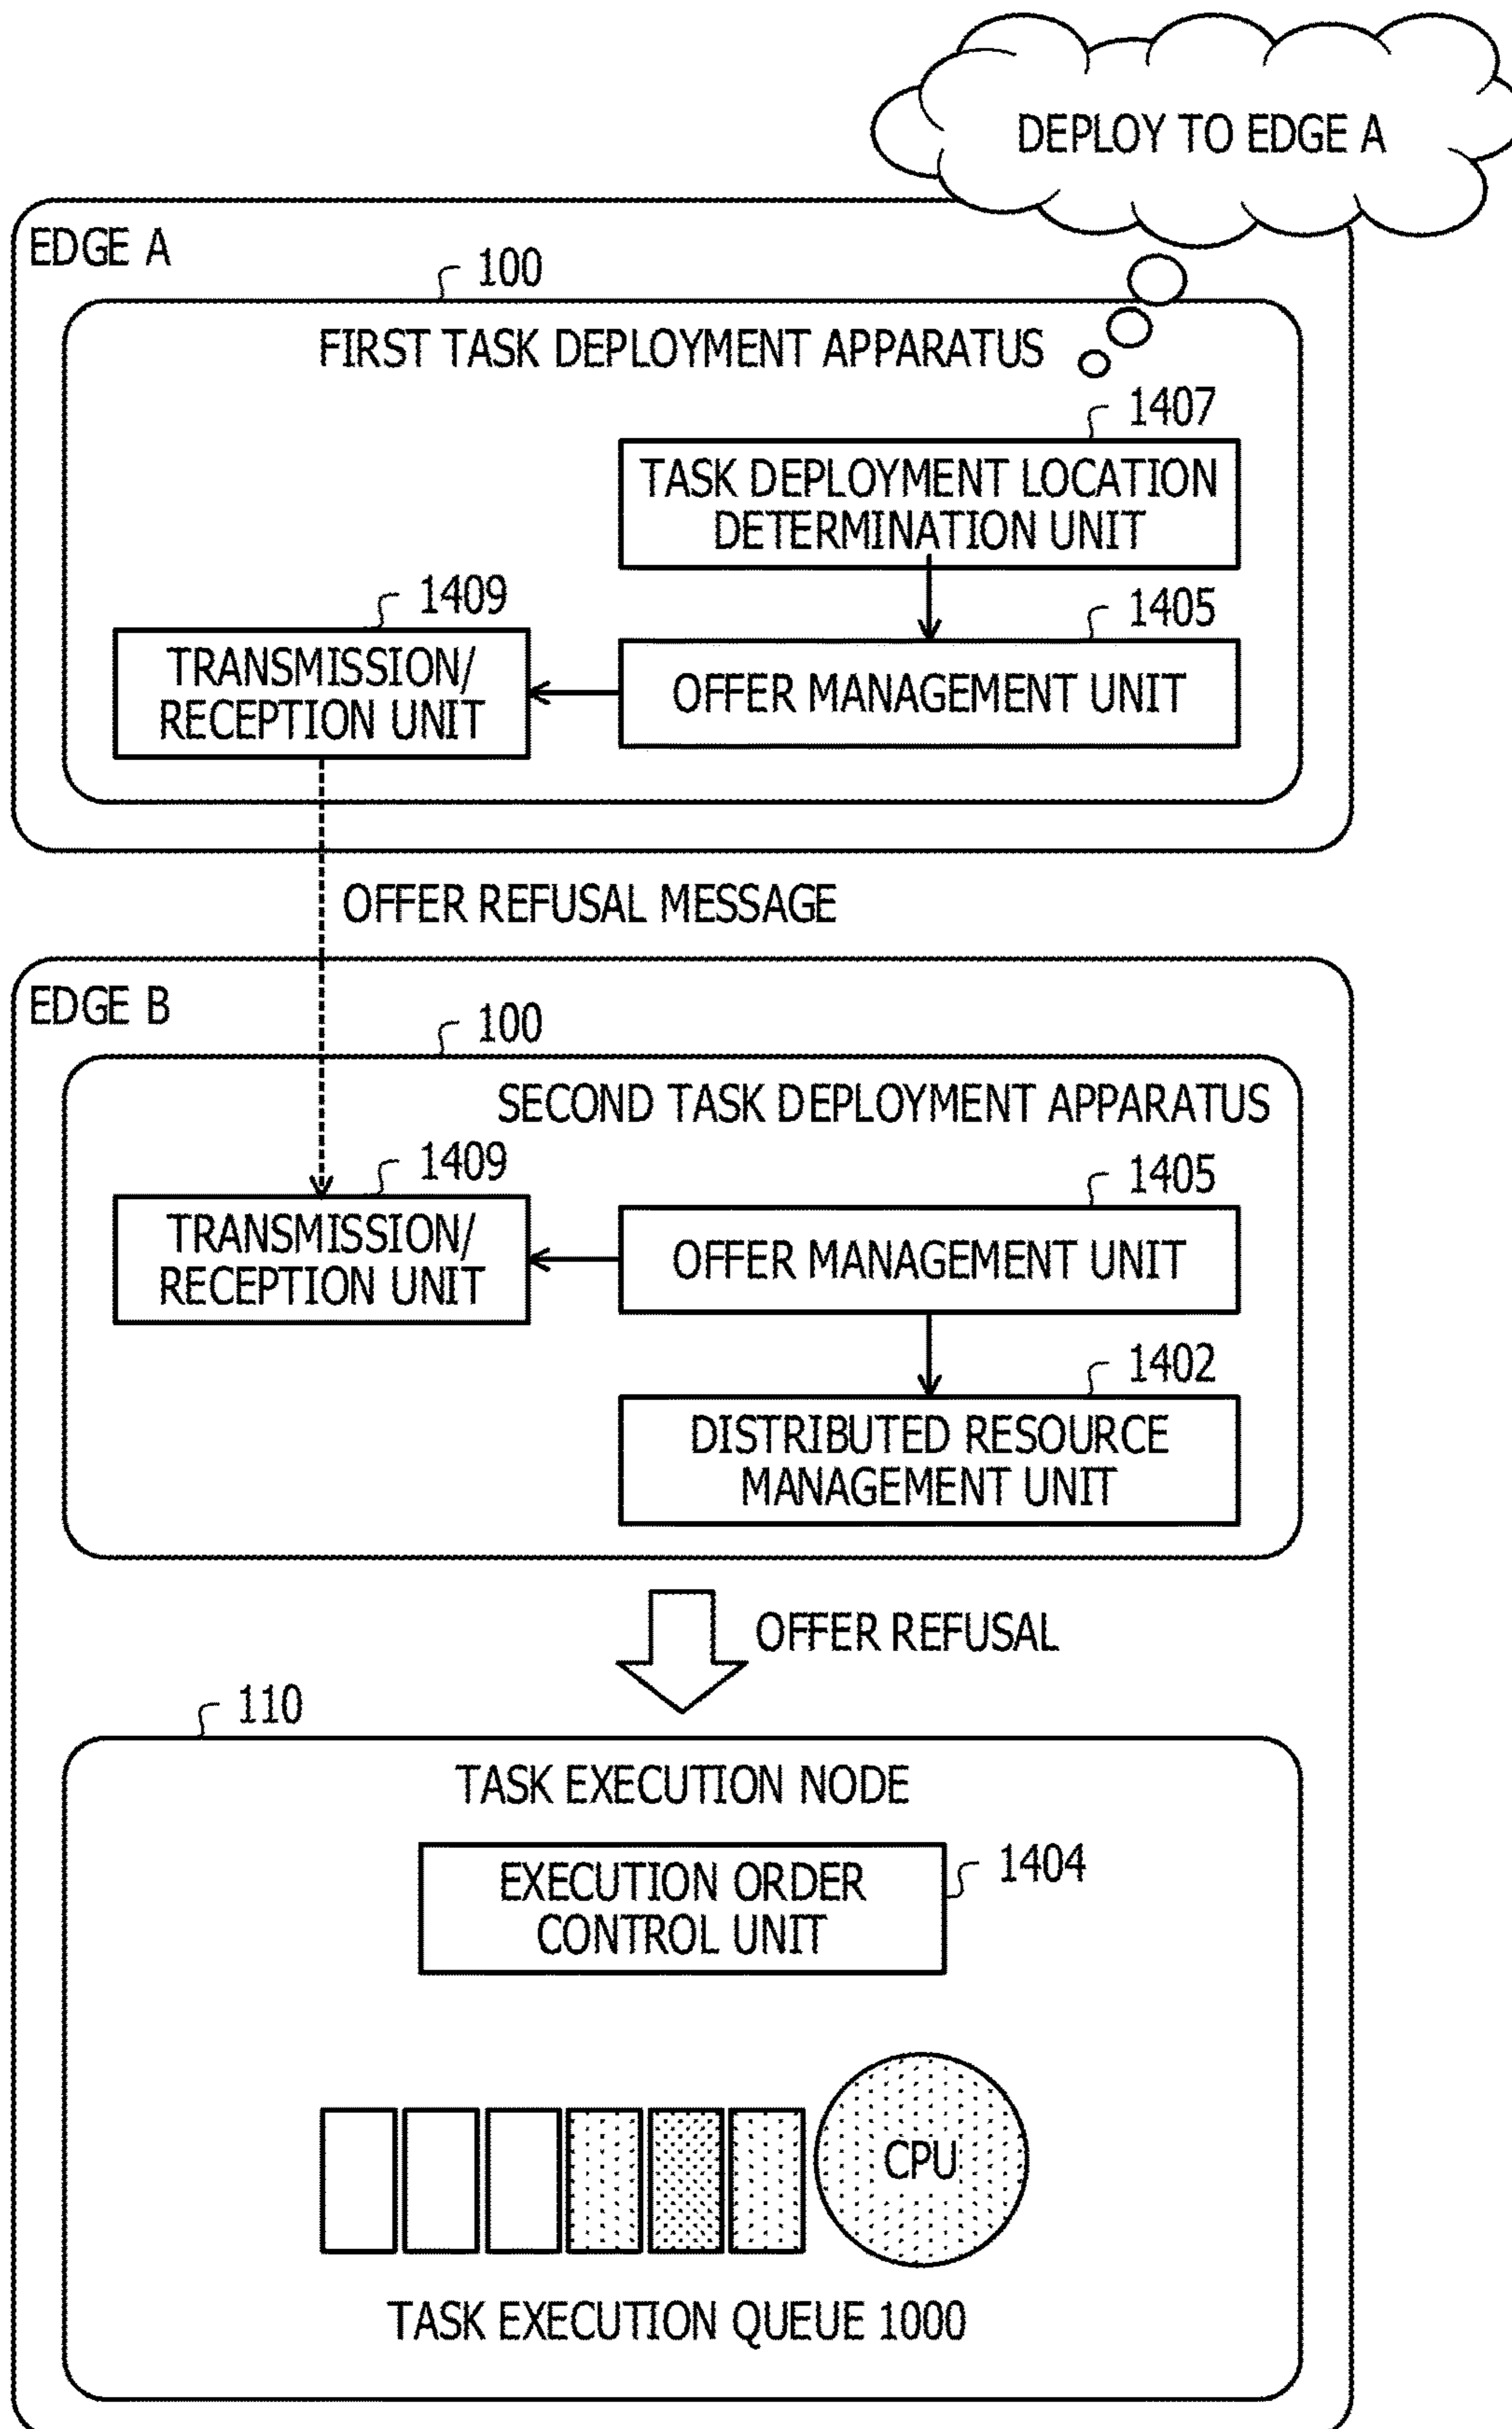 DEPLOY TO EDGE A
EDGE A
100
FIRST TASK DEPLOYMENT APPARATUS
1407
TASK DEPLOYMENT LOCATION
DETERMINATION UNIT
1409
1405
TRANSMISSION/
RECEPTION UNIT
OFFER MANAGEMENT UNIT
OFFER REFUSAL MESSAGE
EDGE B
100
SECOND TASK DEPLOYMENT APPARATUS
1409
1405
TRANSMISSION/
RECEPTION UNIT
OFFER MANAGEMENT UNIT
1402
DISTRIBUTED RESOURCE
MANAGEMENT UNIT
OFFER REFUSAL
110
TASK EXECUTION NODE
1404
EXECUTION ORDER
CONTROL UNIT
CPU
TASK EXECUTION QUEUE 1000